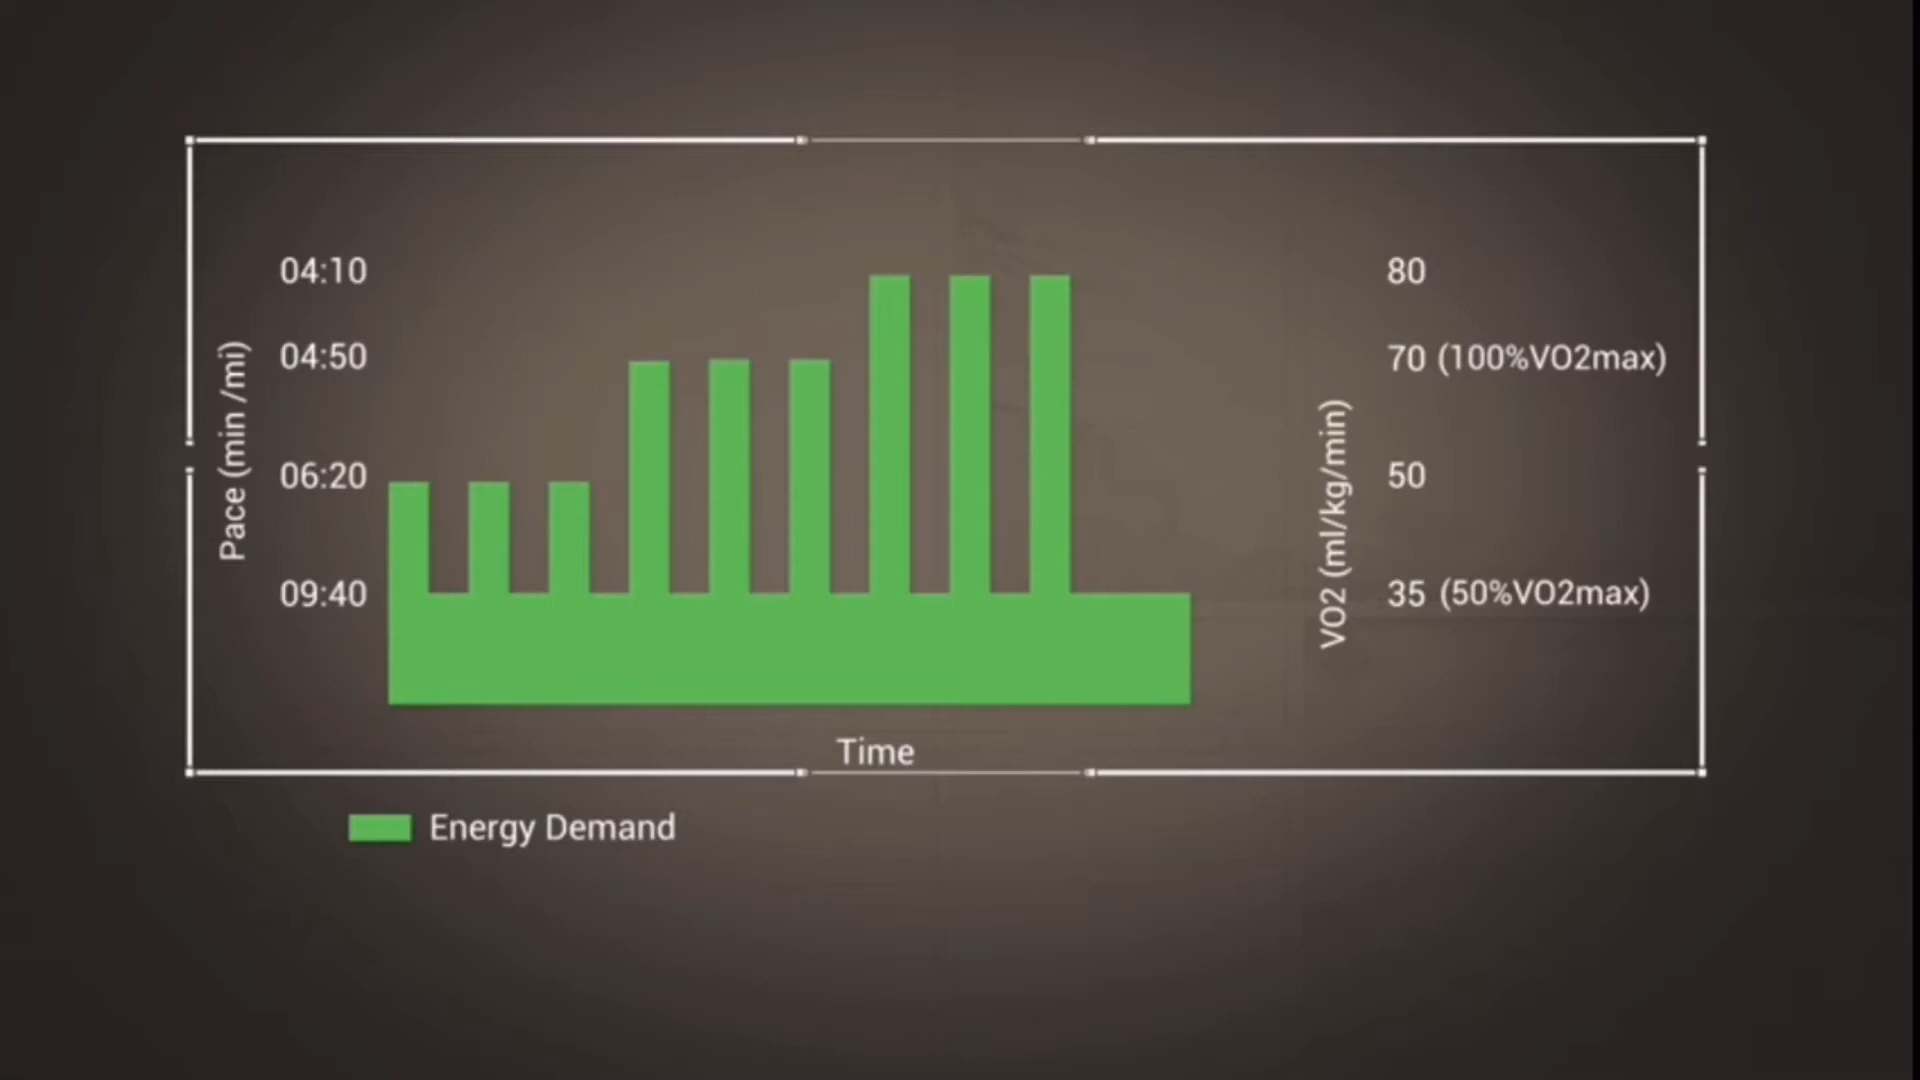 Pace (min /mi)
04:10
04:50
06:20
09:40
Time
VO2 (ml/kg/min)
80
70 (100%VO2max)
50
35 (50%VO2max)
Energy Demand